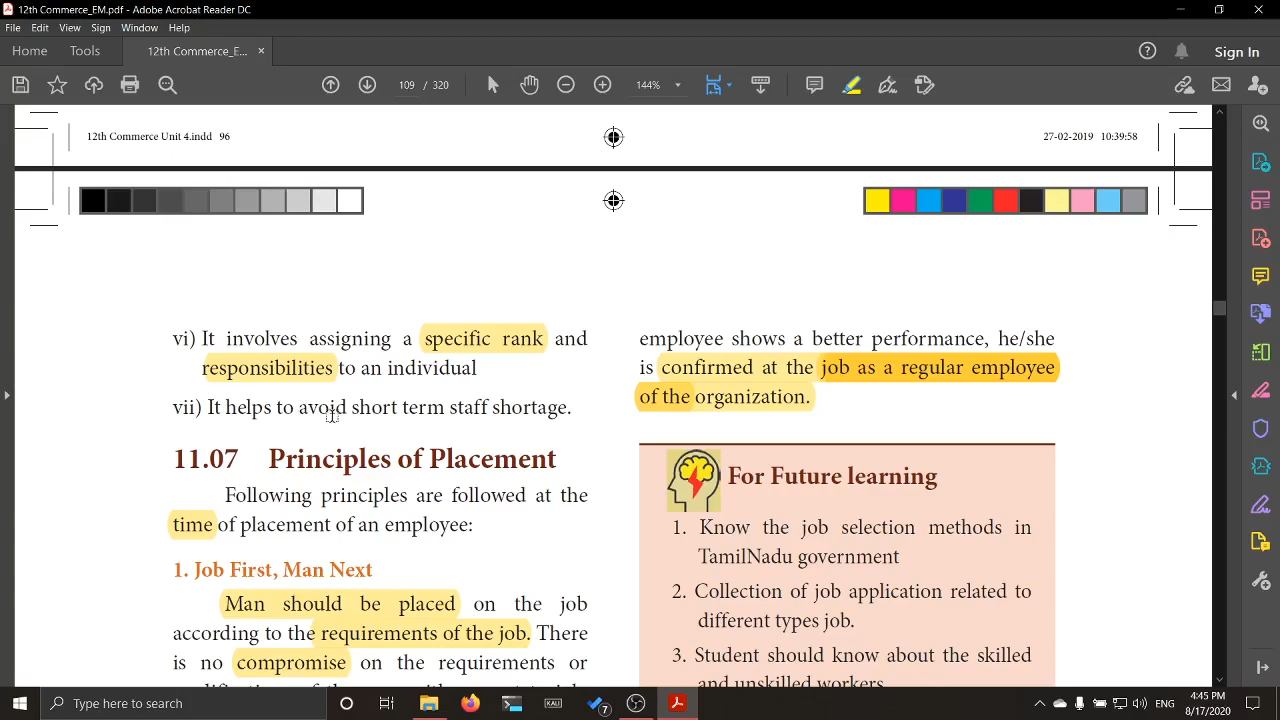 12th Commerce_EM.pdf - Adobe Acrobat Reader DC
File Edit View Sign Window Help
Home Tools 12th Commerce_E... × Sign In
109 / 320 144%
12th Commerce Unit 4.indd 96 27-02-2019 10:39:58
vi) It involves assigning a specific rank and
responsibilities to an individual
vii) It helps to avoid short term staff shortage.
11.07 Principles of Placement
Following principles are followed at the
time of placement of an employee:
1. Job First, Man Next
Man should be placed on the job
according to the requirements of the job. There
is no compromise on the requirements or
employee shows a better performance, he/she
is confirmed at the job as a regular employee
of the organization.
For Future learning
1. Know the job selection methods in
TamilNadu government
2. Collection of job application related to
different types job.
3. Student should know about the skilled
and unskilled workers
Type here to search
KALI
7
ENG
4:45 PM
8/17/2020